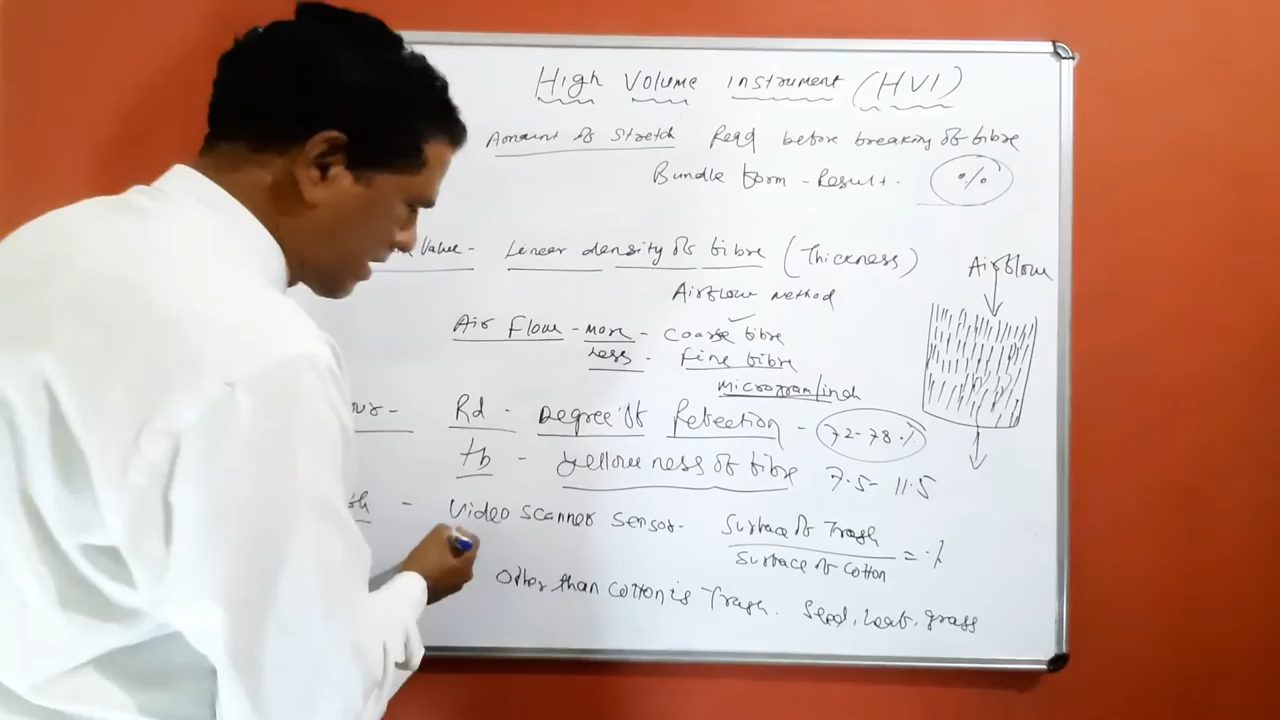 High Volume Instrument (HVI)
Amount of Stretch Reqd before breaking of fibre
Bundle form - Result. %
Value - Linear density of fibre (Thickness)
Airflow
Airflow method
Air Flow - more - Coarse fibre
Less - Fine fibre
microgram/inch
our - Rd - Degree of Reflection - 72-78.%
+b - yellowness of fibre 7.5- 11.5
sh - Video scanner sensor- Surface of Trash
Surface of Cotton = %
Other than cotton is Trash. Seed, Leaf, grass